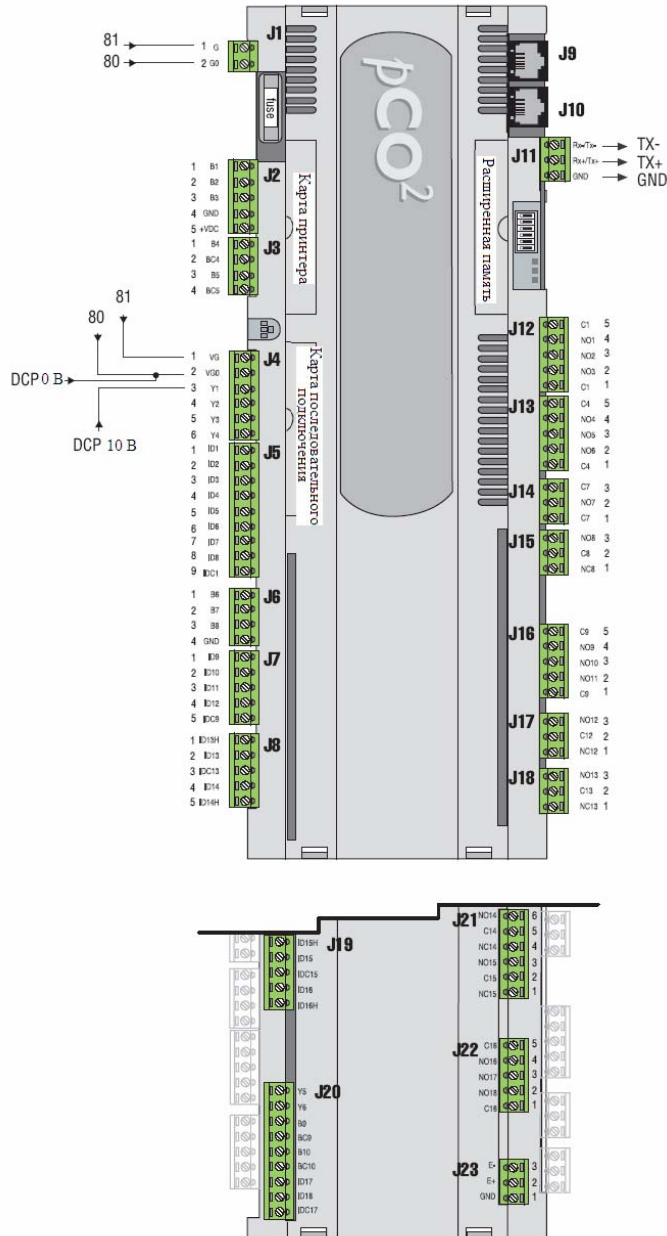 81
80
1 G
2 G0
J1
fuse
pCO²
J9
J10
J11
Rx-/Tx-
Rx+/Tx+
GND
TX-
TX+
GND
J2
1 B1
2 B2
3 B3
4 GND
5 +VDC
J3
1 B4
2 BC4
3 B5
4 BC5
Карта принтера
Расширенная память
81
80
DCP 0 В
DCP 10 В
J4
1 VG
2 VG0
3 Y1
4 Y2
5 Y3
6 Y4
Карта последовательного
подключения
J5
1 ID1
2 ID2
3 ID3
4 ID4
5 ID5
6 ID6
7 ID7
8 ID8
9 IDC1
J6
1 B6
2 B7
3 B8
4 GND
J7
1 ID9
2 ID10
3 ID11
4 ID12
5 IDC9
J8
1 ID13H
2 ID13
3 IDC13
4 ID14
5 ID14H
J12
C1 5
NO1 4
NO2 3
NO3 2
C1 1
J13
C4 5
NO4 4
NO5 3
NO6 2
C4 1
J14
C7 3
NO7 2
C7 1
J15
NO8 3
C8 2
NC8 1
J16
C9 5
NO9 4
NO10 3
NO11 2
C9 1
J17
NO12 3
C12 2
NC12 1
J18
NO13 3
C13 2
NC13 1
J19
ID15H
ID15
IDC15
ID16
ID16H
J20
Y5
Y6
B9
BC9
B10
BC10
ID17
ID18
IDC17
J21
NO14 6
C14 5
NC14 4
NO15 3
C15 2
NC15 1
J22
C16 5
NO16 4
NO17 3
NO18 2
C16 1
J23
E- 3
E+ 2
GND 1